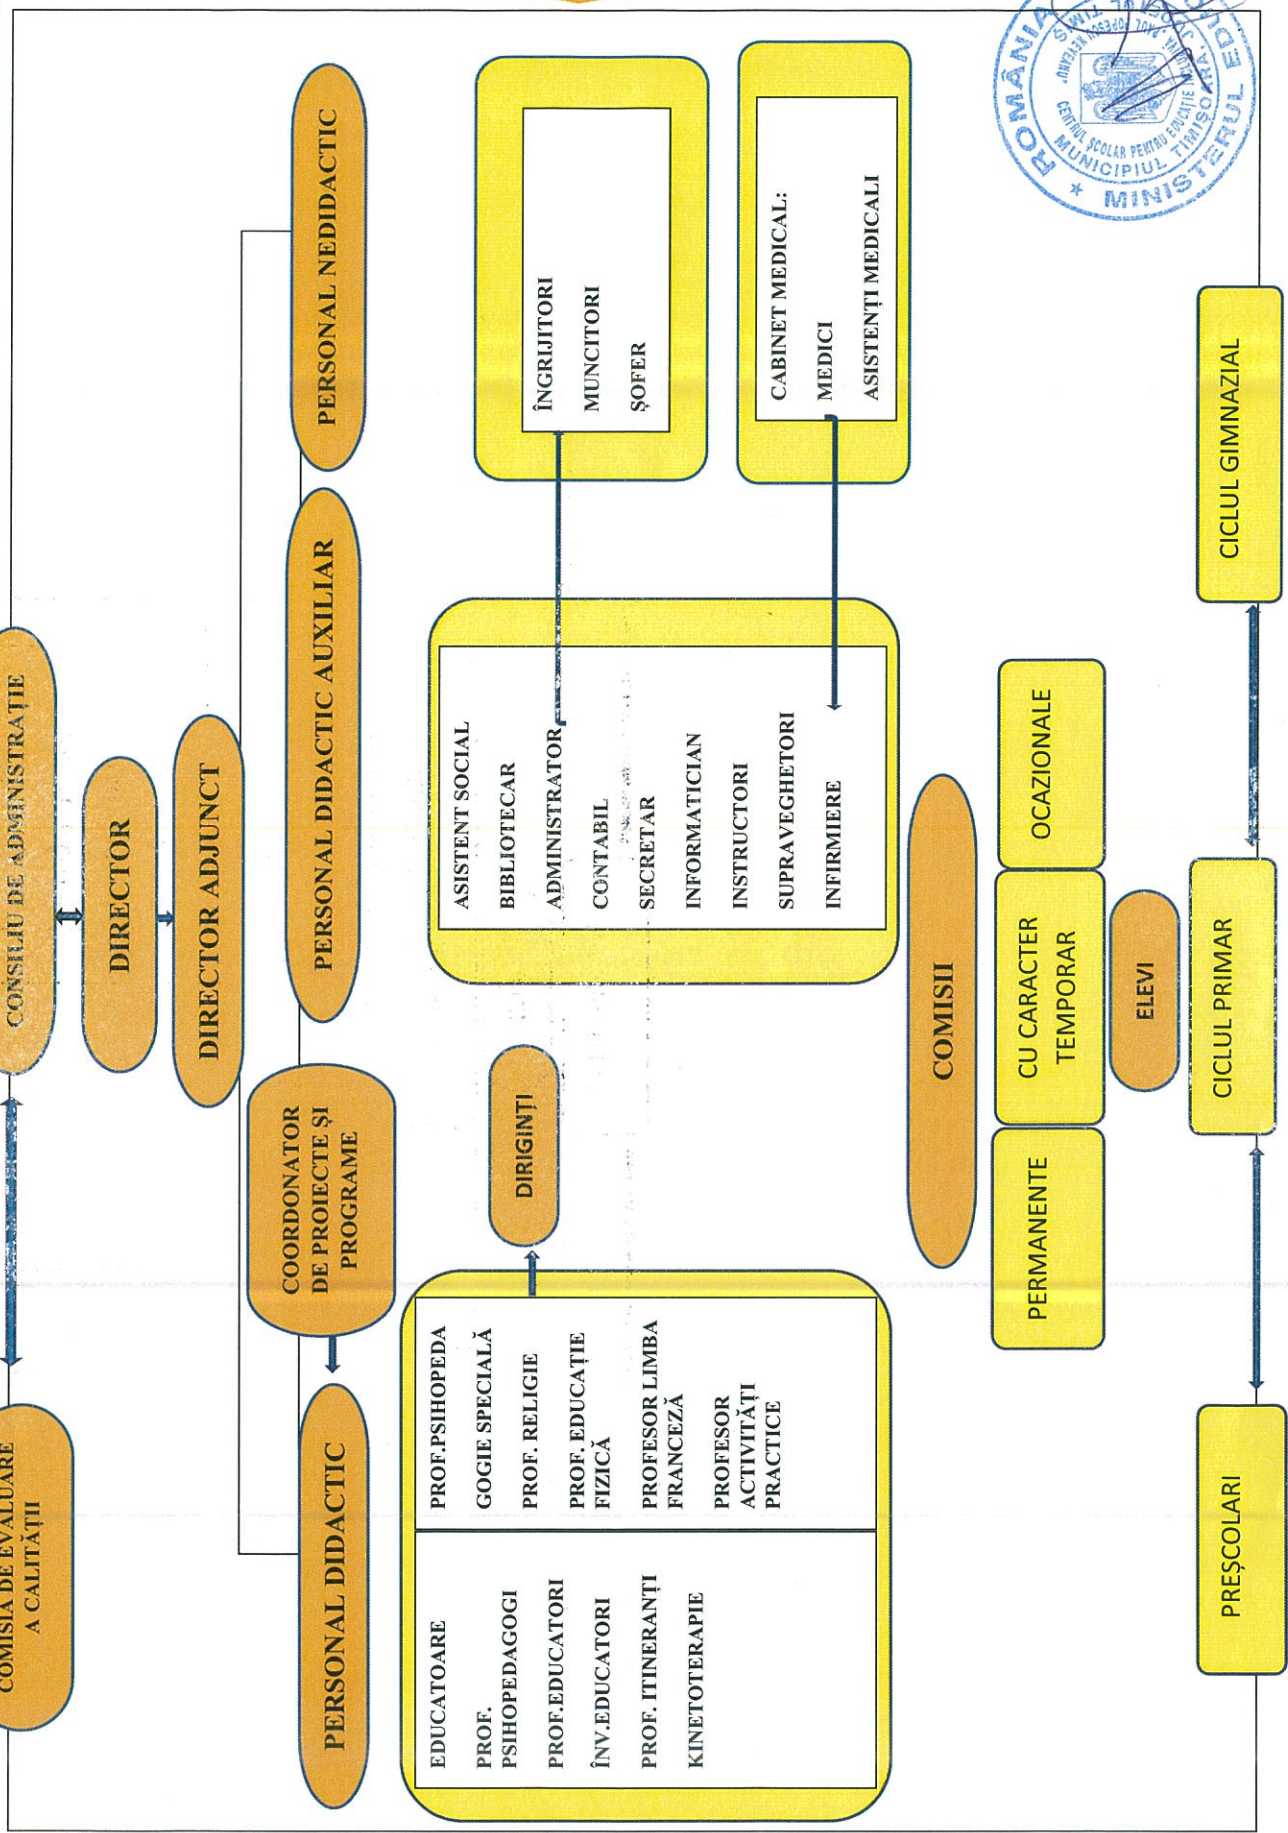 CONSILIU DE ADMINISTRAȚIE
COMISIA DE EVALUARE
A CALITĂȚII
DIRECTOR
DIRECTOR ADJUNCT
COORDONATOR
DE PROIECTE ȘI
PROGRAME
PERSONAL DIDACTIC
PERSONAL DIDACTIC AUXILIAR
PERSONAL NEDIDACTIC
EDUCATOARE
PROF.
PSIHOPEDAGOGI
PROF.EDUCATORI
ÎNV.EDUCATORI
PROF. ITINERANȚI
KINETOTERAPIE
PROF.PSIHOPEDA
GOGIE SPECIALĂ
PROF. RELIGIE
PROF. EDUCAȚIE
FIZICĂ
PROFESOR LIMBA
FRANCEZĂ
PROFESOR
ACTIVITĂȚI
PRACTICE
DIRIGINȚI
ASISTENT SOCIAL
BIBLIOTECAR
ADMINISTRATOR
CONTABIL
SECRETAR
INFORMATICIAN
INSTRUCTORI
SUPRAVEGHETORI
INFIRMIERE
ÎNGRIJITORI
MUNCITORI
ȘOFER
CABINET MEDICAL:
MEDICI
ASISTENȚI MEDICALI
COMISII
PERMANENTE
CU CARACTER
TEMPORAR
OCAZIONALE
ELEVI
PREȘCOLARI
CICLUL PRIMAR
CICLUL GIMNAZIAL
ROMÂNIA
MINISTERUL
MUNICIPIUL TIMIȘOARA
CENTRUL ȘCOLAR PENTRU EDUCAȚIE